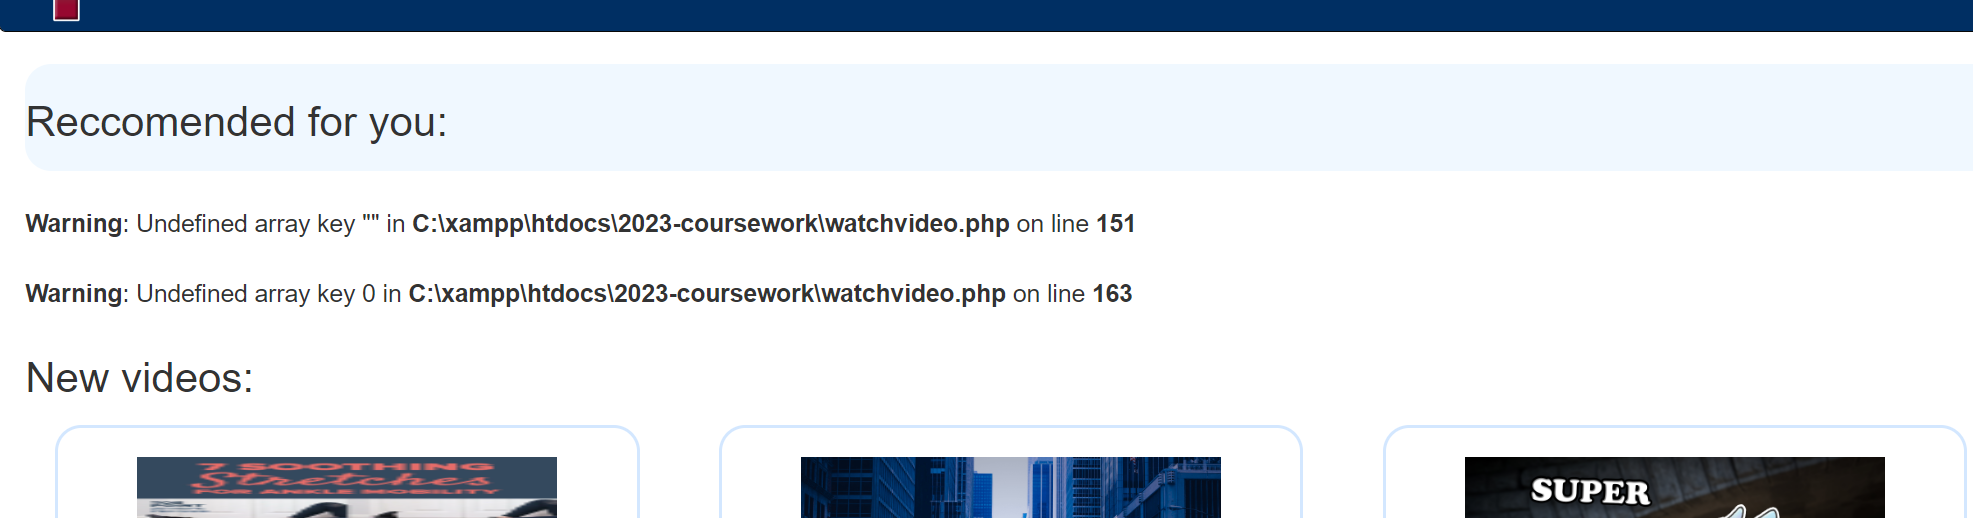 Reccomended for you:
Warning: Undefined array key "" in C:\xampp\htdocs\2023-coursework\watchvideo.php on line 151
Warning: Undefined array key 0 in C:\xampp\htdocs\2023-coursework\watchvideo.php on line 163
New videos:
7 SOOTHING
Stretches
FOR ANKLE MOBILITY
SUPER